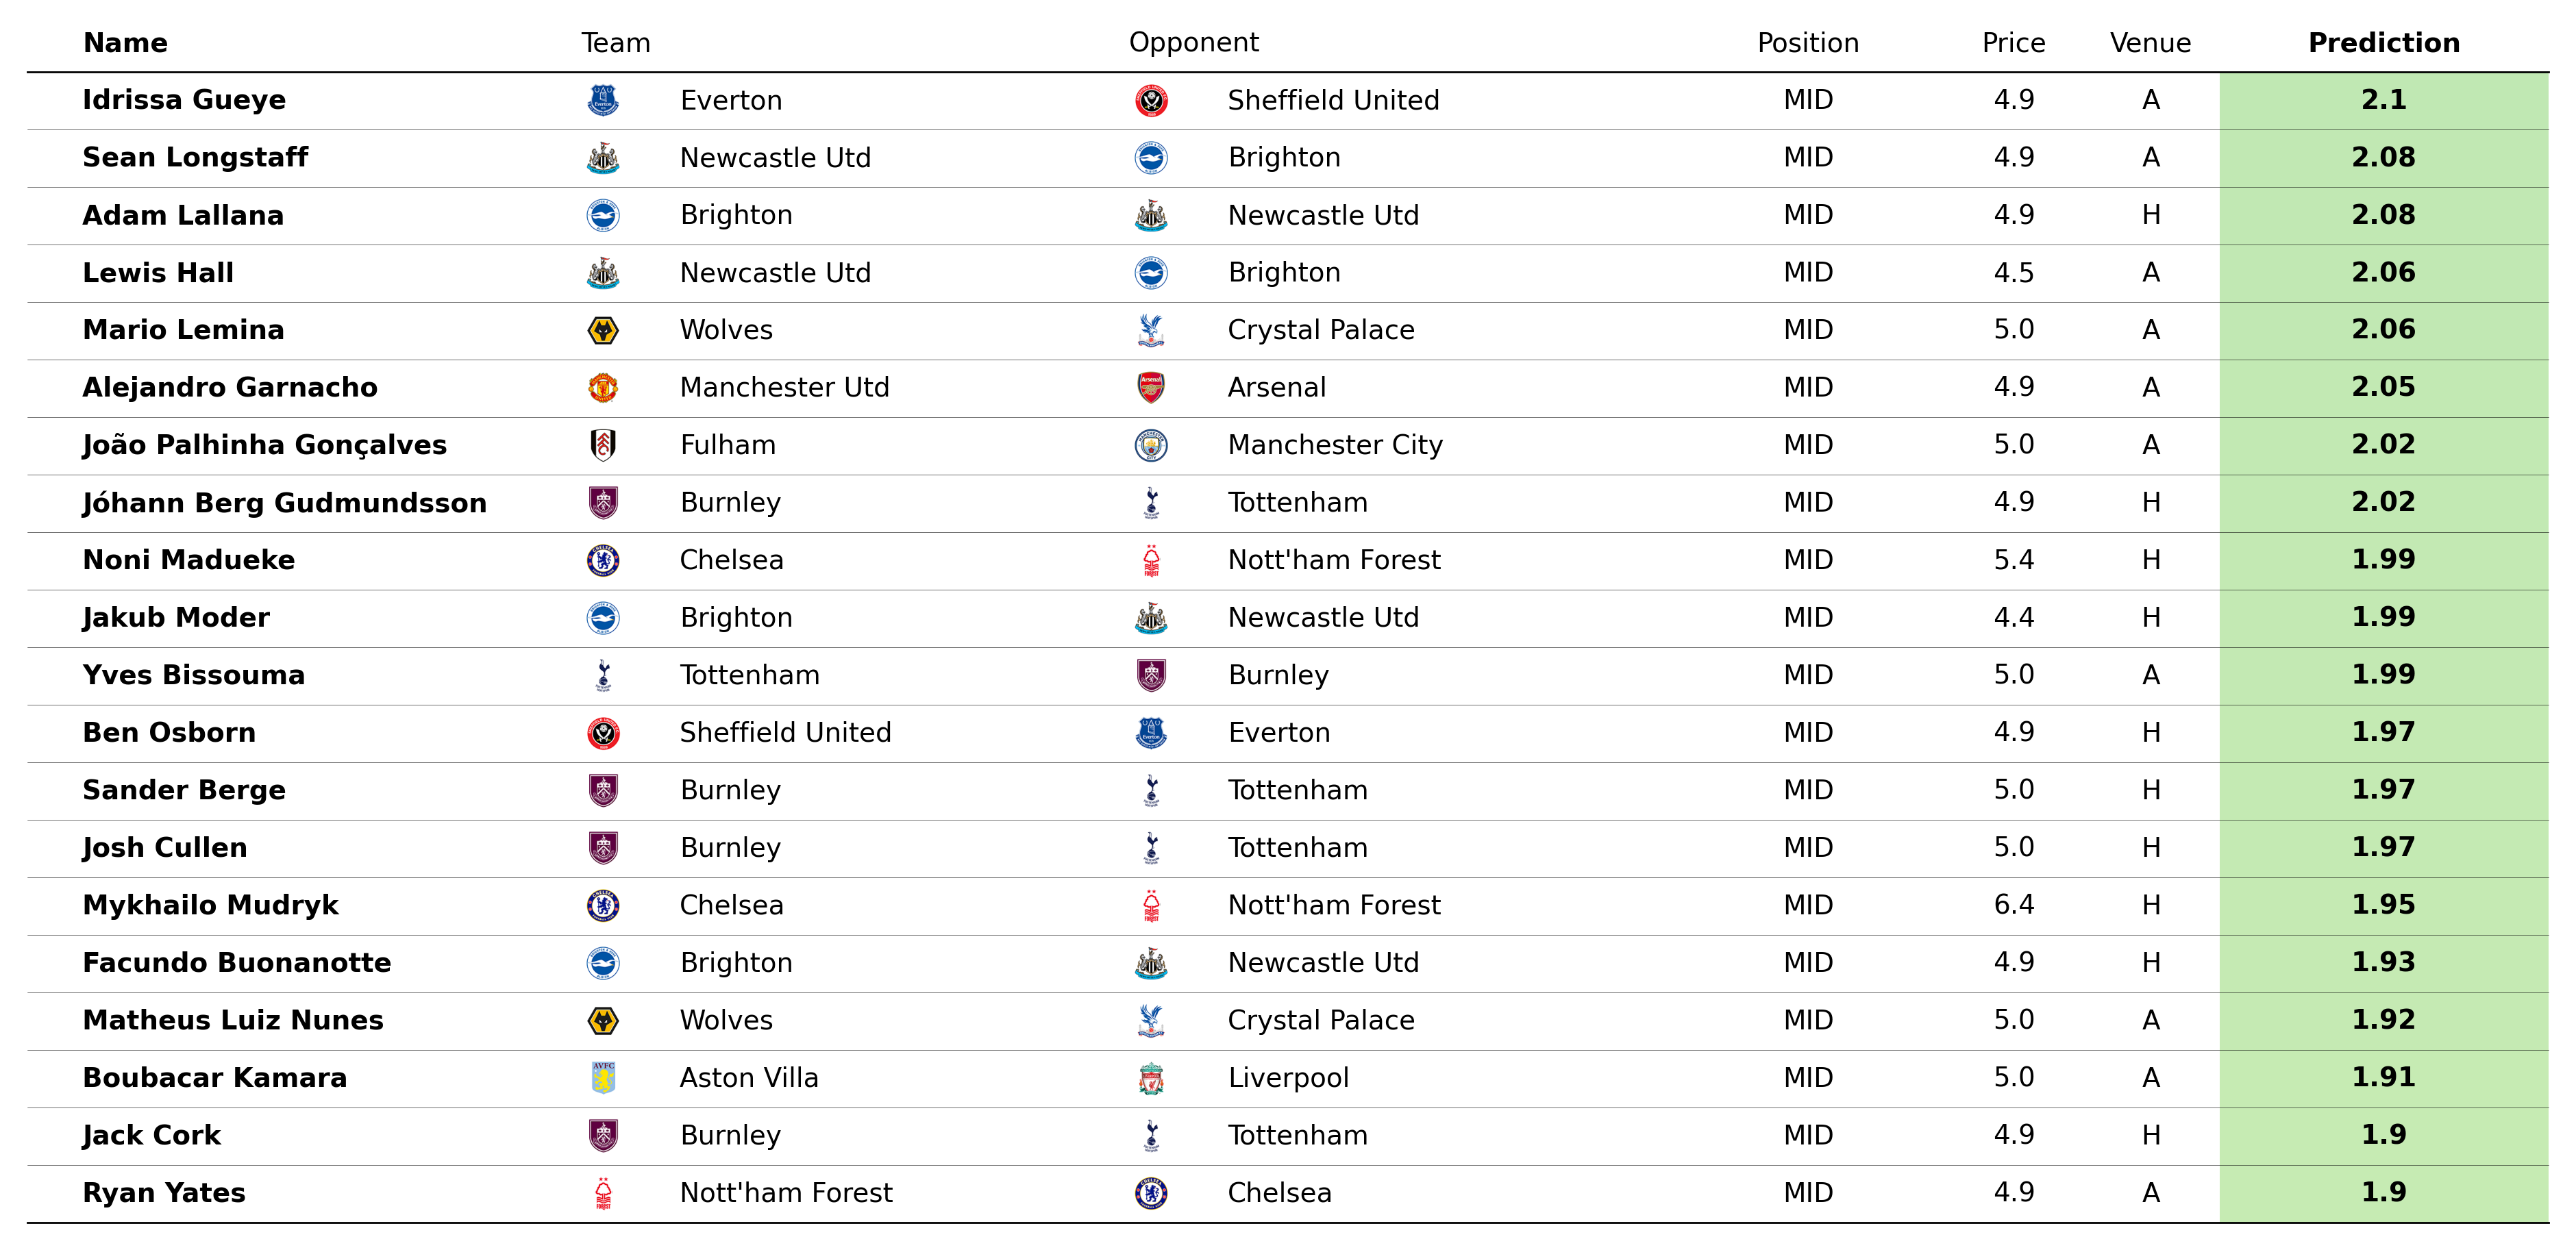 Name Team Opponent Position Price Venue Prediction
Idrissa Gueye Everton Sheffield United MID 4.9 A 2.1
Sean Longstaff Newcastle Utd Brighton MID 4.9 A 2.08
Adam Lallana Brighton Newcastle Utd MID 4.9 H 2.08
Lewis Hall Newcastle Utd Brighton MID 4.5 A 2.06
Mario Lemina Wolves Crystal Palace MID 5.0 A 2.06
Alejandro Garnacho Manchester Utd Arsenal MID 4.9 A 2.05
João Palhinha Gonçalves Fulham Manchester City MID 5.0 A 2.02
Jóhann Berg Gudmundsson Burnley Tottenham MID 4.9 H 2.02
Noni Madueke Chelsea Nott'ham Forest MID 5.4 H 1.99
Jakub Moder Brighton Newcastle Utd MID 4.4 H 1.99
Yves Bissouma Tottenham Burnley MID 5.0 A 1.99
Ben Osborn Sheffield United Everton MID 4.9 H 1.97
Sander Berge Burnley Tottenham MID 5.0 H 1.97
Josh Cullen Burnley Tottenham MID 5.0 H 1.97
Mykhailo Mudryk Chelsea Nott'ham Forest MID 6.4 H 1.95
Facundo Buonanotte Brighton Newcastle Utd MID 4.9 H 1.93
Matheus Luiz Nunes Wolves Crystal Palace MID 5.0 A 1.92
Boubacar Kamara Aston Villa Liverpool MID 5.0 A 1.91
Jack Cork Burnley Tottenham MID 4.9 H 1.9
Ryan Yates Nott'ham Forest Chelsea MID 4.9 A 1.9